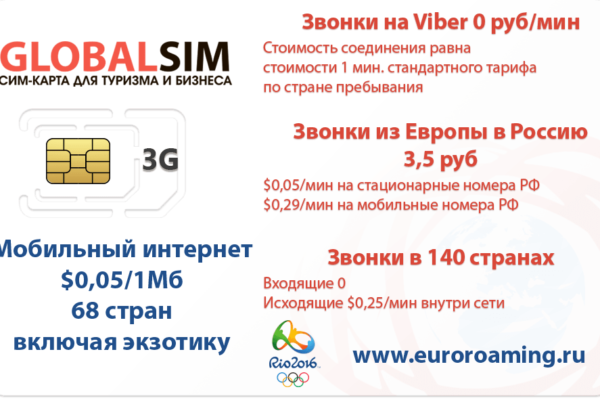 GLOBALSIM
СИМ-КАРТА ДЛЯ ТУРИЗМА И БИЗНЕСА
3G
Мобильный интернет
$0,05/1Мб
68 стран
включая экзотику
Звонки на Viber 0 руб/мин
Стоимость соединения равна
стоимости 1 мин. стандартного тарифа
по стране пребывания
Звонки из Европы в Россию
3,5 руб
$0,05/мин на стационарные номера РФ
$0,29/мин на мобильные номера РФ
Звонки в 140 странах
Входящие 0
Исходящие $0,25/мин внутри сети
Rio2016
www.euroroaming.ru